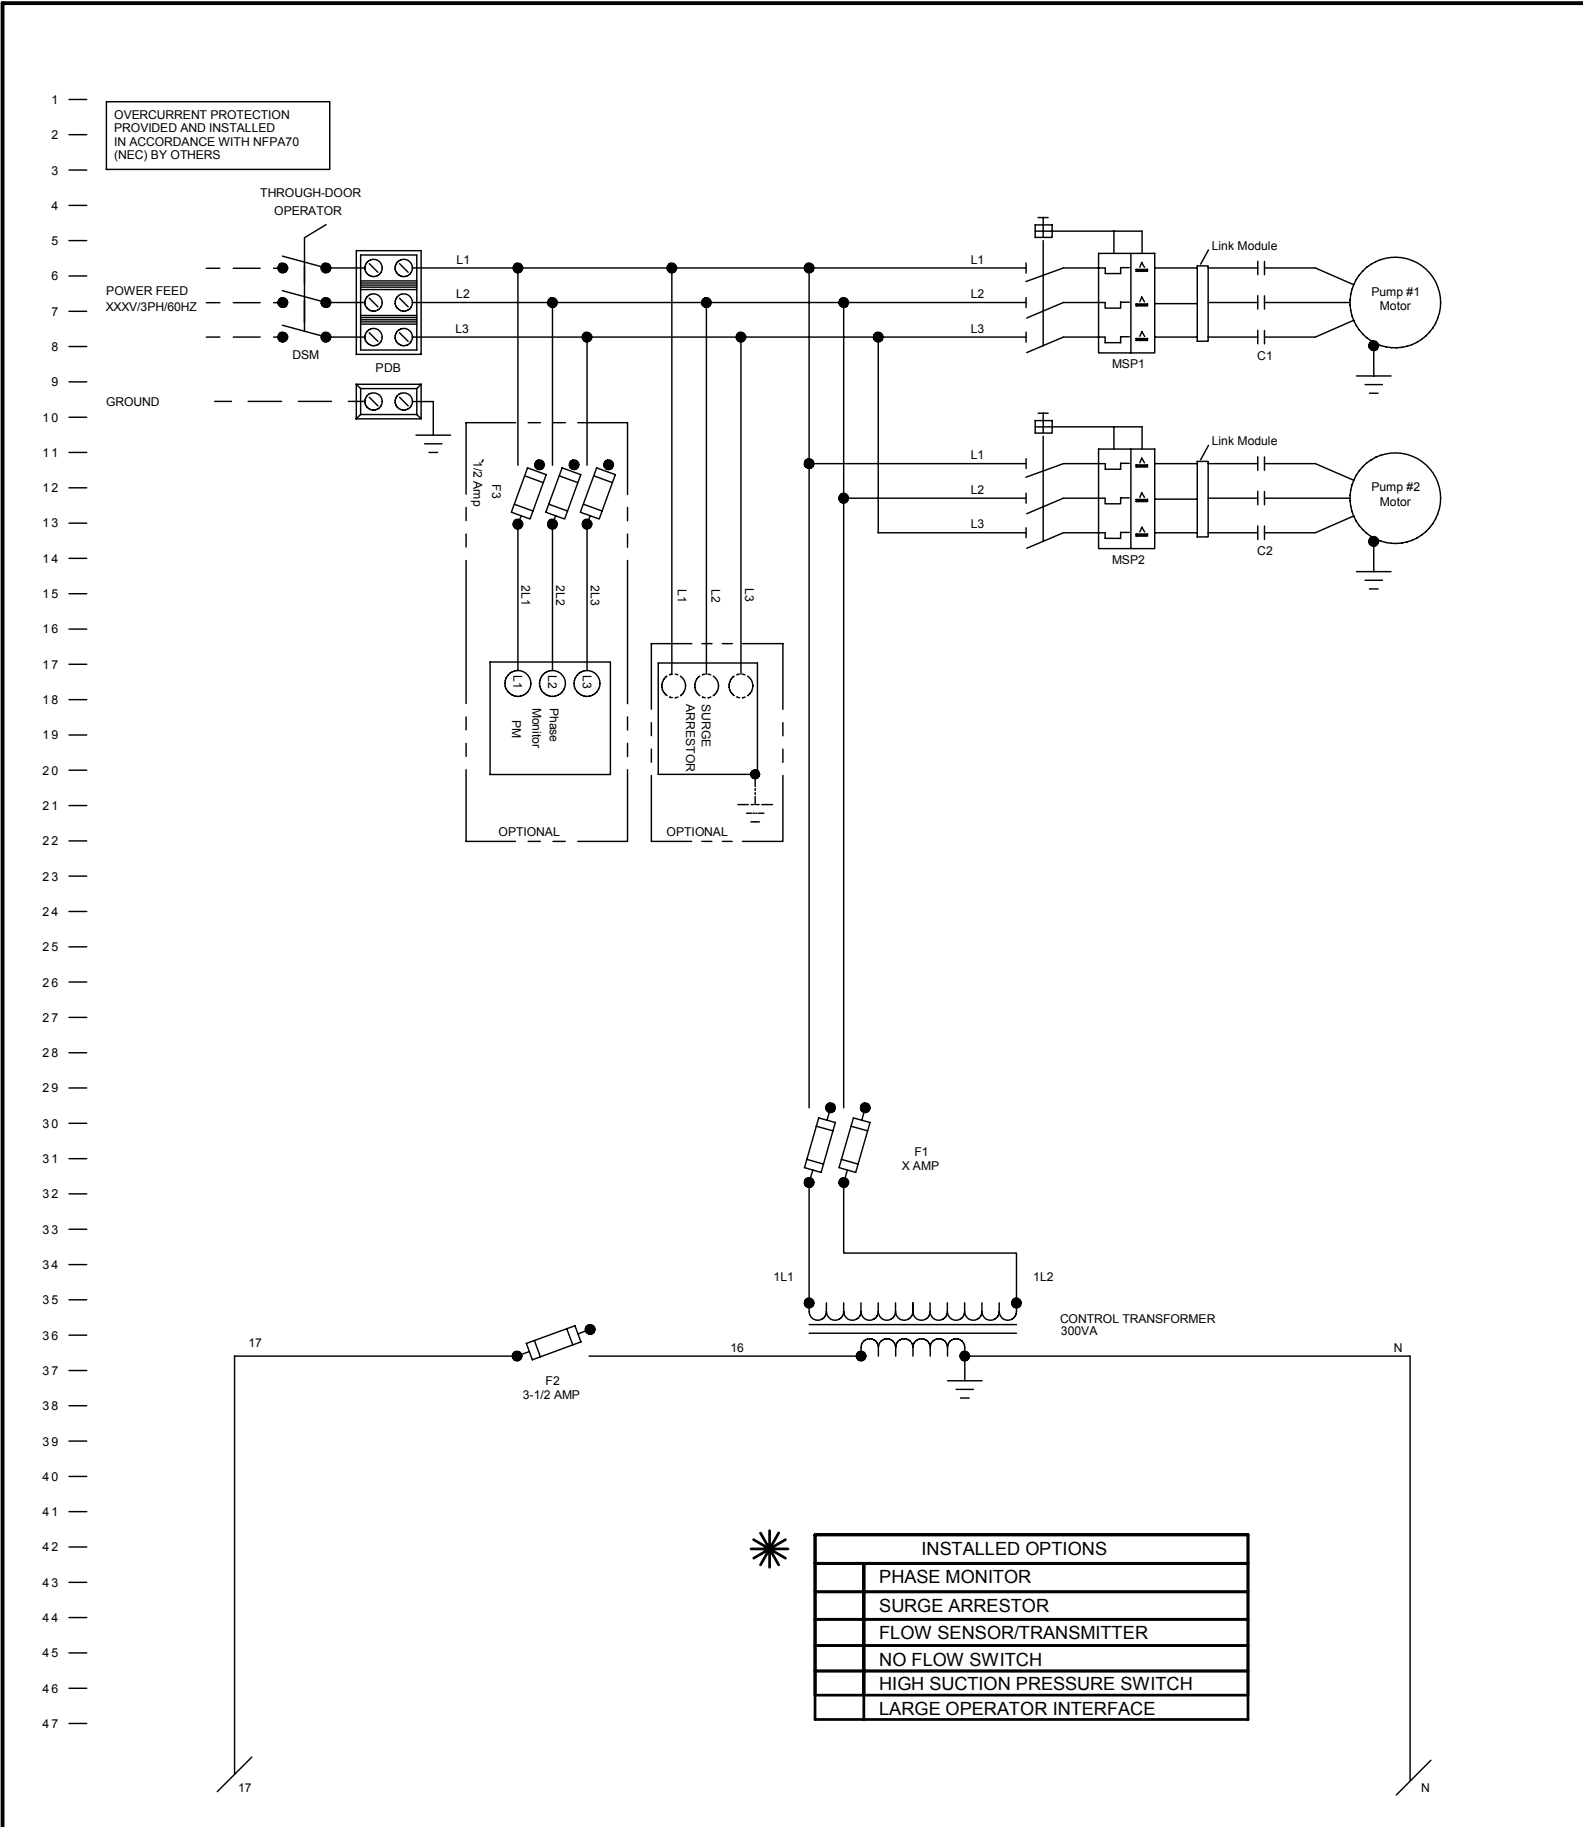 1
2
3
4
5
6
7
8
9
10
11
12
13
14
15
16
17
18
19
20
21
22
23
24
25
26
27
28
29
30
31
32
33
34
35
36
37
38
39
40
41
42
43
44
45
46
47
OVERCURRENT PROTECTION
PROVIDED AND INSTALLED
IN ACCORDANCE WITH NFPA70
(NEC) BY OTHERS
THROUGH-DOOR
OPERATOR
POWER FEED
XXXV/3PH/60HZ
DSM
PDB
GROUND
L1
L2
L3
L1
L2
L3
Link Module
MSP1
C1
Pump #1
Motor
L1
L2
L3
Link Module
MSP2
C2
Pump #2
Motor
F3
1/2 Amp
2L1
2L2
2L3
L1
L2
L3
Phase
Monitor
PM
OPTIONAL
L1
L2
L3
SURGE
ARRESTOR
OPTIONAL
F1
X AMP
1L1
1L2
CONTROL TRANSFORMER
300VA
17
F2
3-1/2 AMP
16
N
INSTALLED OPTIONS
PHASE MONITOR
SURGE ARRESTOR
FLOW SENSOR/TRANSMITTER
NO FLOW SWITCH
HIGH SUCTION PRESSURE SWITCH
LARGE OPERATOR INTERFACE
17
N